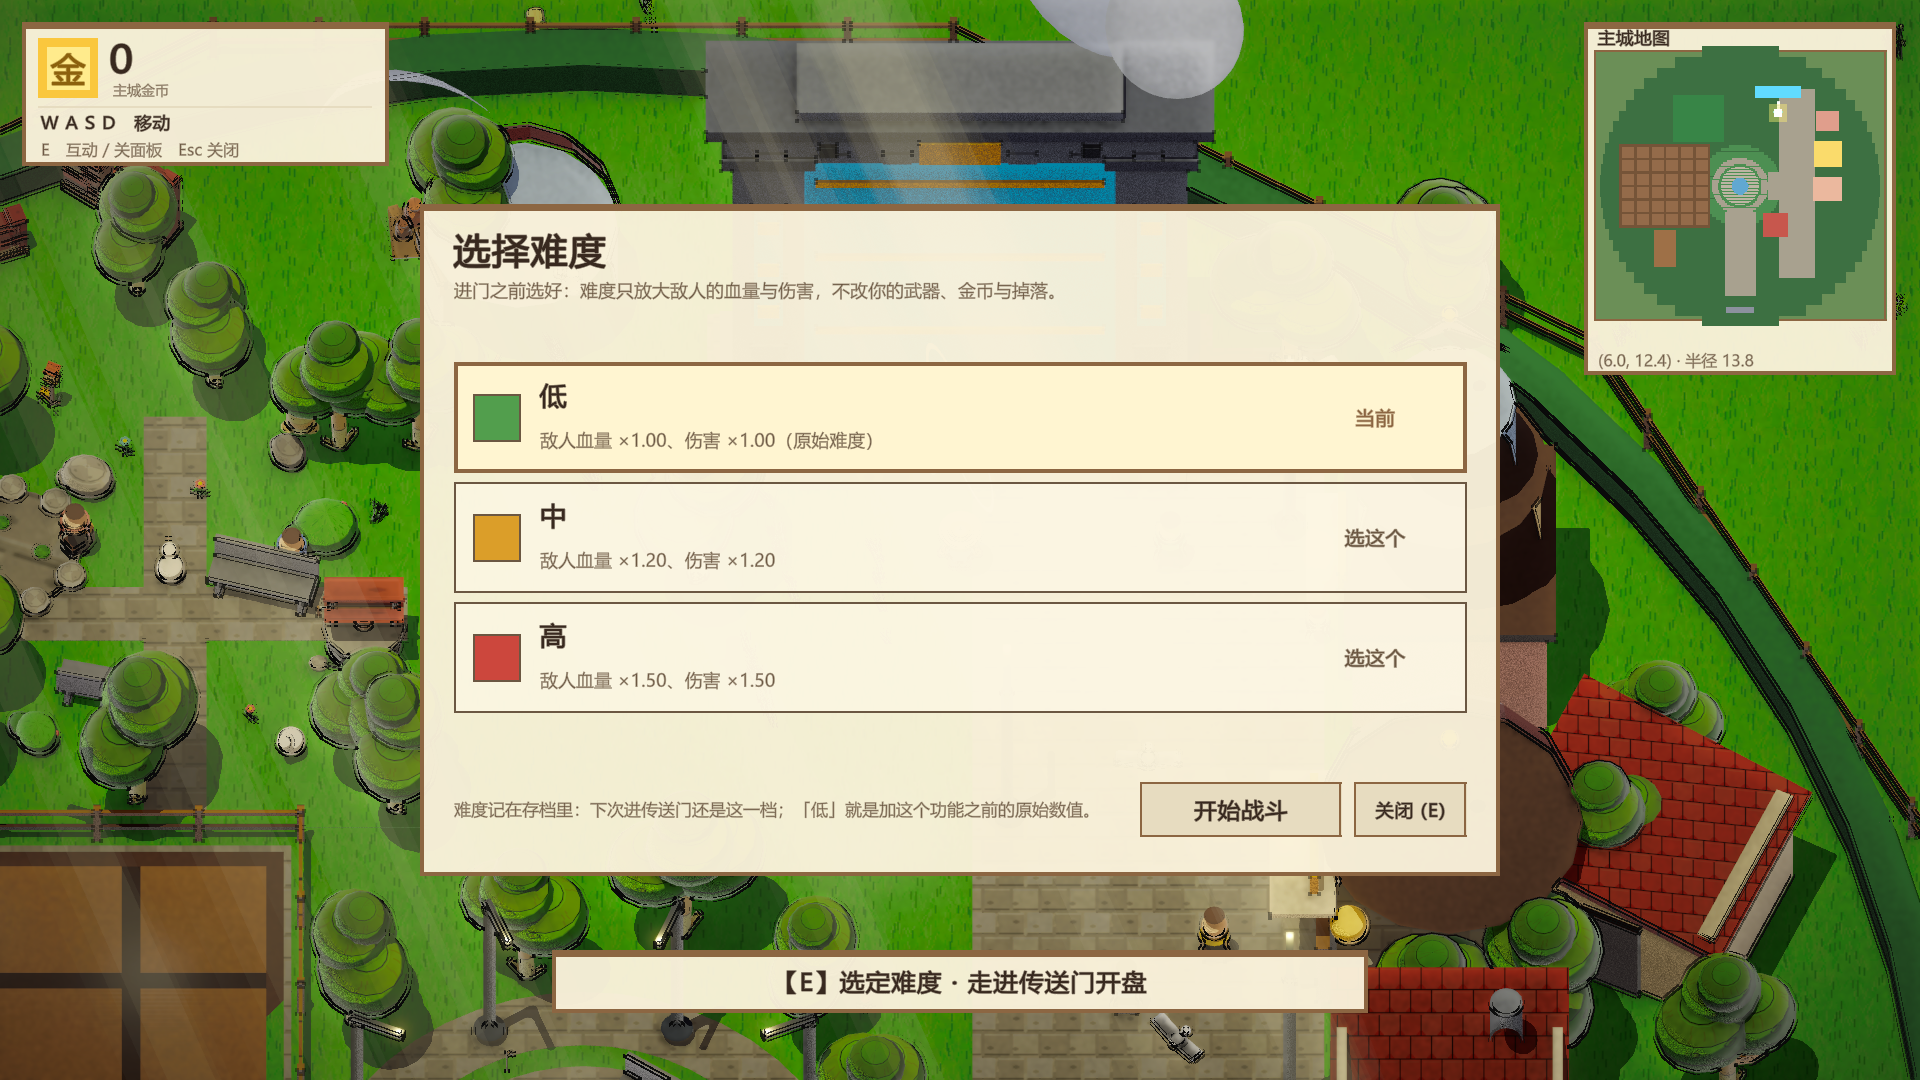 金 0
主城金币
W A S D 移动
E 互动 / 关面板 Esc 关闭
主城地图
(6.0, 12.4) · 半径 13.8
选择难度
进门之前选好：难度只放大敌人的血量与伤害，不改你的武器、金币与掉落。
低
敌人血量 ×1.00、伤害 ×1.00（原始难度）
当前
中
敌人血量 ×1.20、伤害 ×1.20
选这个
高
敌人血量 ×1.50、伤害 ×1.50
选这个
难度记在存档里：下次进传送门还是这一档；「低」就是加这个功能之前的原始数值。
开始战斗
关闭 (E)
【E】选定难度 · 走进传送门开盘